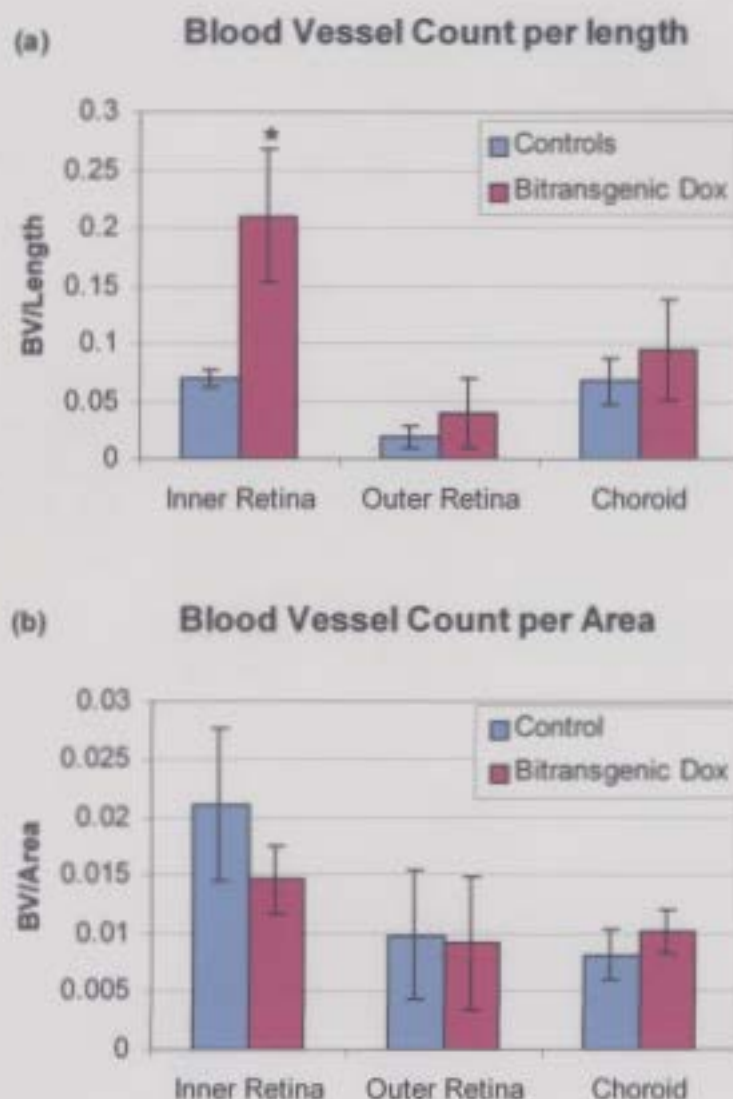 (a) Blood Vessel Count per length
0.3
0.25
0.2
0.15
0.1
0.05
0
BV/Length
*
Controls
Bitransgenic Dox
Inner Retina Outer Retina Choroid
(b) Blood Vessel Count per Area
0.03
0.025
0.02
0.015
0.01
0.005
0
BV/Area
Control
Bitransgenic Dox
Inner Retina Outer Retina Choroid